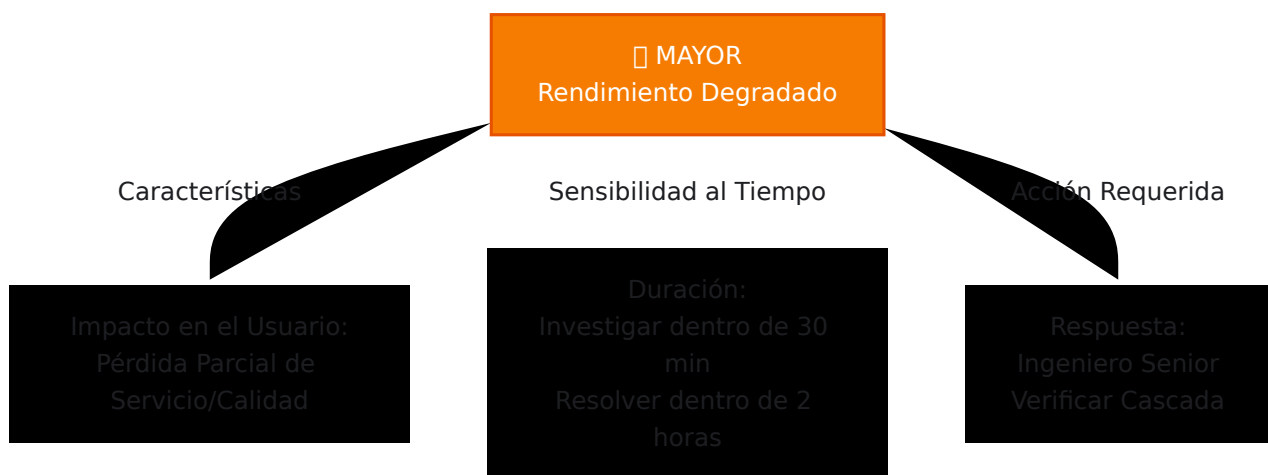 MAYOR
Rendimiento Degradado
Características
Sensibilidad al Tiempo
Acción Requerida
Impacto en el Usuario:
Pérdida Parcial de
Servicio/Calidad
Duración:
Investigar dentro de 30
min
Resolver dentro de 2
horas
Respuesta:
Ingeniero Senior
Verificar Cascada